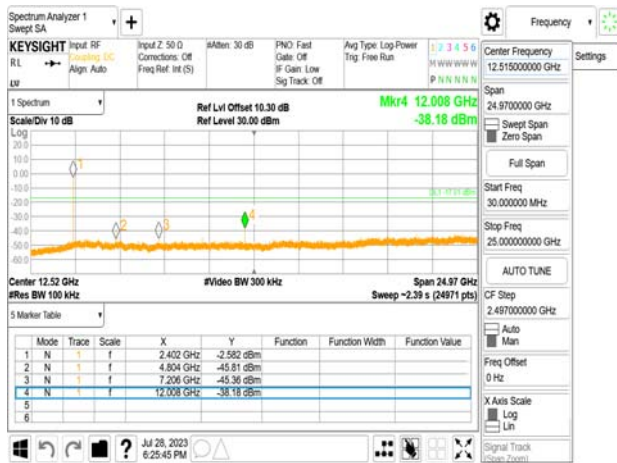 Spectrum Analyzer 1
Swept SA
+
Frequency
KEYSIGHT
RL
Input: RF
Coupling: DC
Align: Auto
Input Z: 50 Ω
Corrections: Off
Freq Ref: Int (S)
#Atten: 30 dB
PNO: Fast
Gate: Off
IF Gain: Low
Sig Track: Off
Avg Type: Log-Power
Trig: Free Run
1 2 3 4 5 6
M W W W W W
P N N N N N
Settings
Center Frequency
12.515000000 GHz
Span
24.9700000 GHz
Swept Span
Zero Span
Full Span
Start Freq
30.000000 MHz
Stop Freq
25.000000000 GHz
AUTO TUNE
CF Step
2.497000000 GHz
Auto
Man
Freq Offset
0 Hz
X Axis Scale
Log
Lin
Signal Track
(Span Zoom)
1 Spectrum
Scale/Div 10 dB
Ref Lvl Offset 10.30 dB
Ref Level 30.00 dBm
Mkr4 12.008 GHz
-38.18 dBm
Log
20.0
10.0
0.00
-10.0
-20.0
-30.0
-40.0
-50.0
-60.0
1
2
3
4
Center 12.52 GHz
#Res BW 100 kHz
#Video BW 300 kHz
Span 24.97 GHz
Sweep ~2.39 s (24971 pts)
5 Marker Table
Mode Trace Scale X Y Function Function Width Function Value
1 N 1 f 2.402 GHz -2.582 dBm
2 N 1 f 4.804 GHz -45.81 dBm
3 N 1 f 7.206 GHz -45.36 dBm
4 N 1 f 12.008 GHz -38.18 dBm
5
6
?
Jul 28, 2023
6:25:45 PM